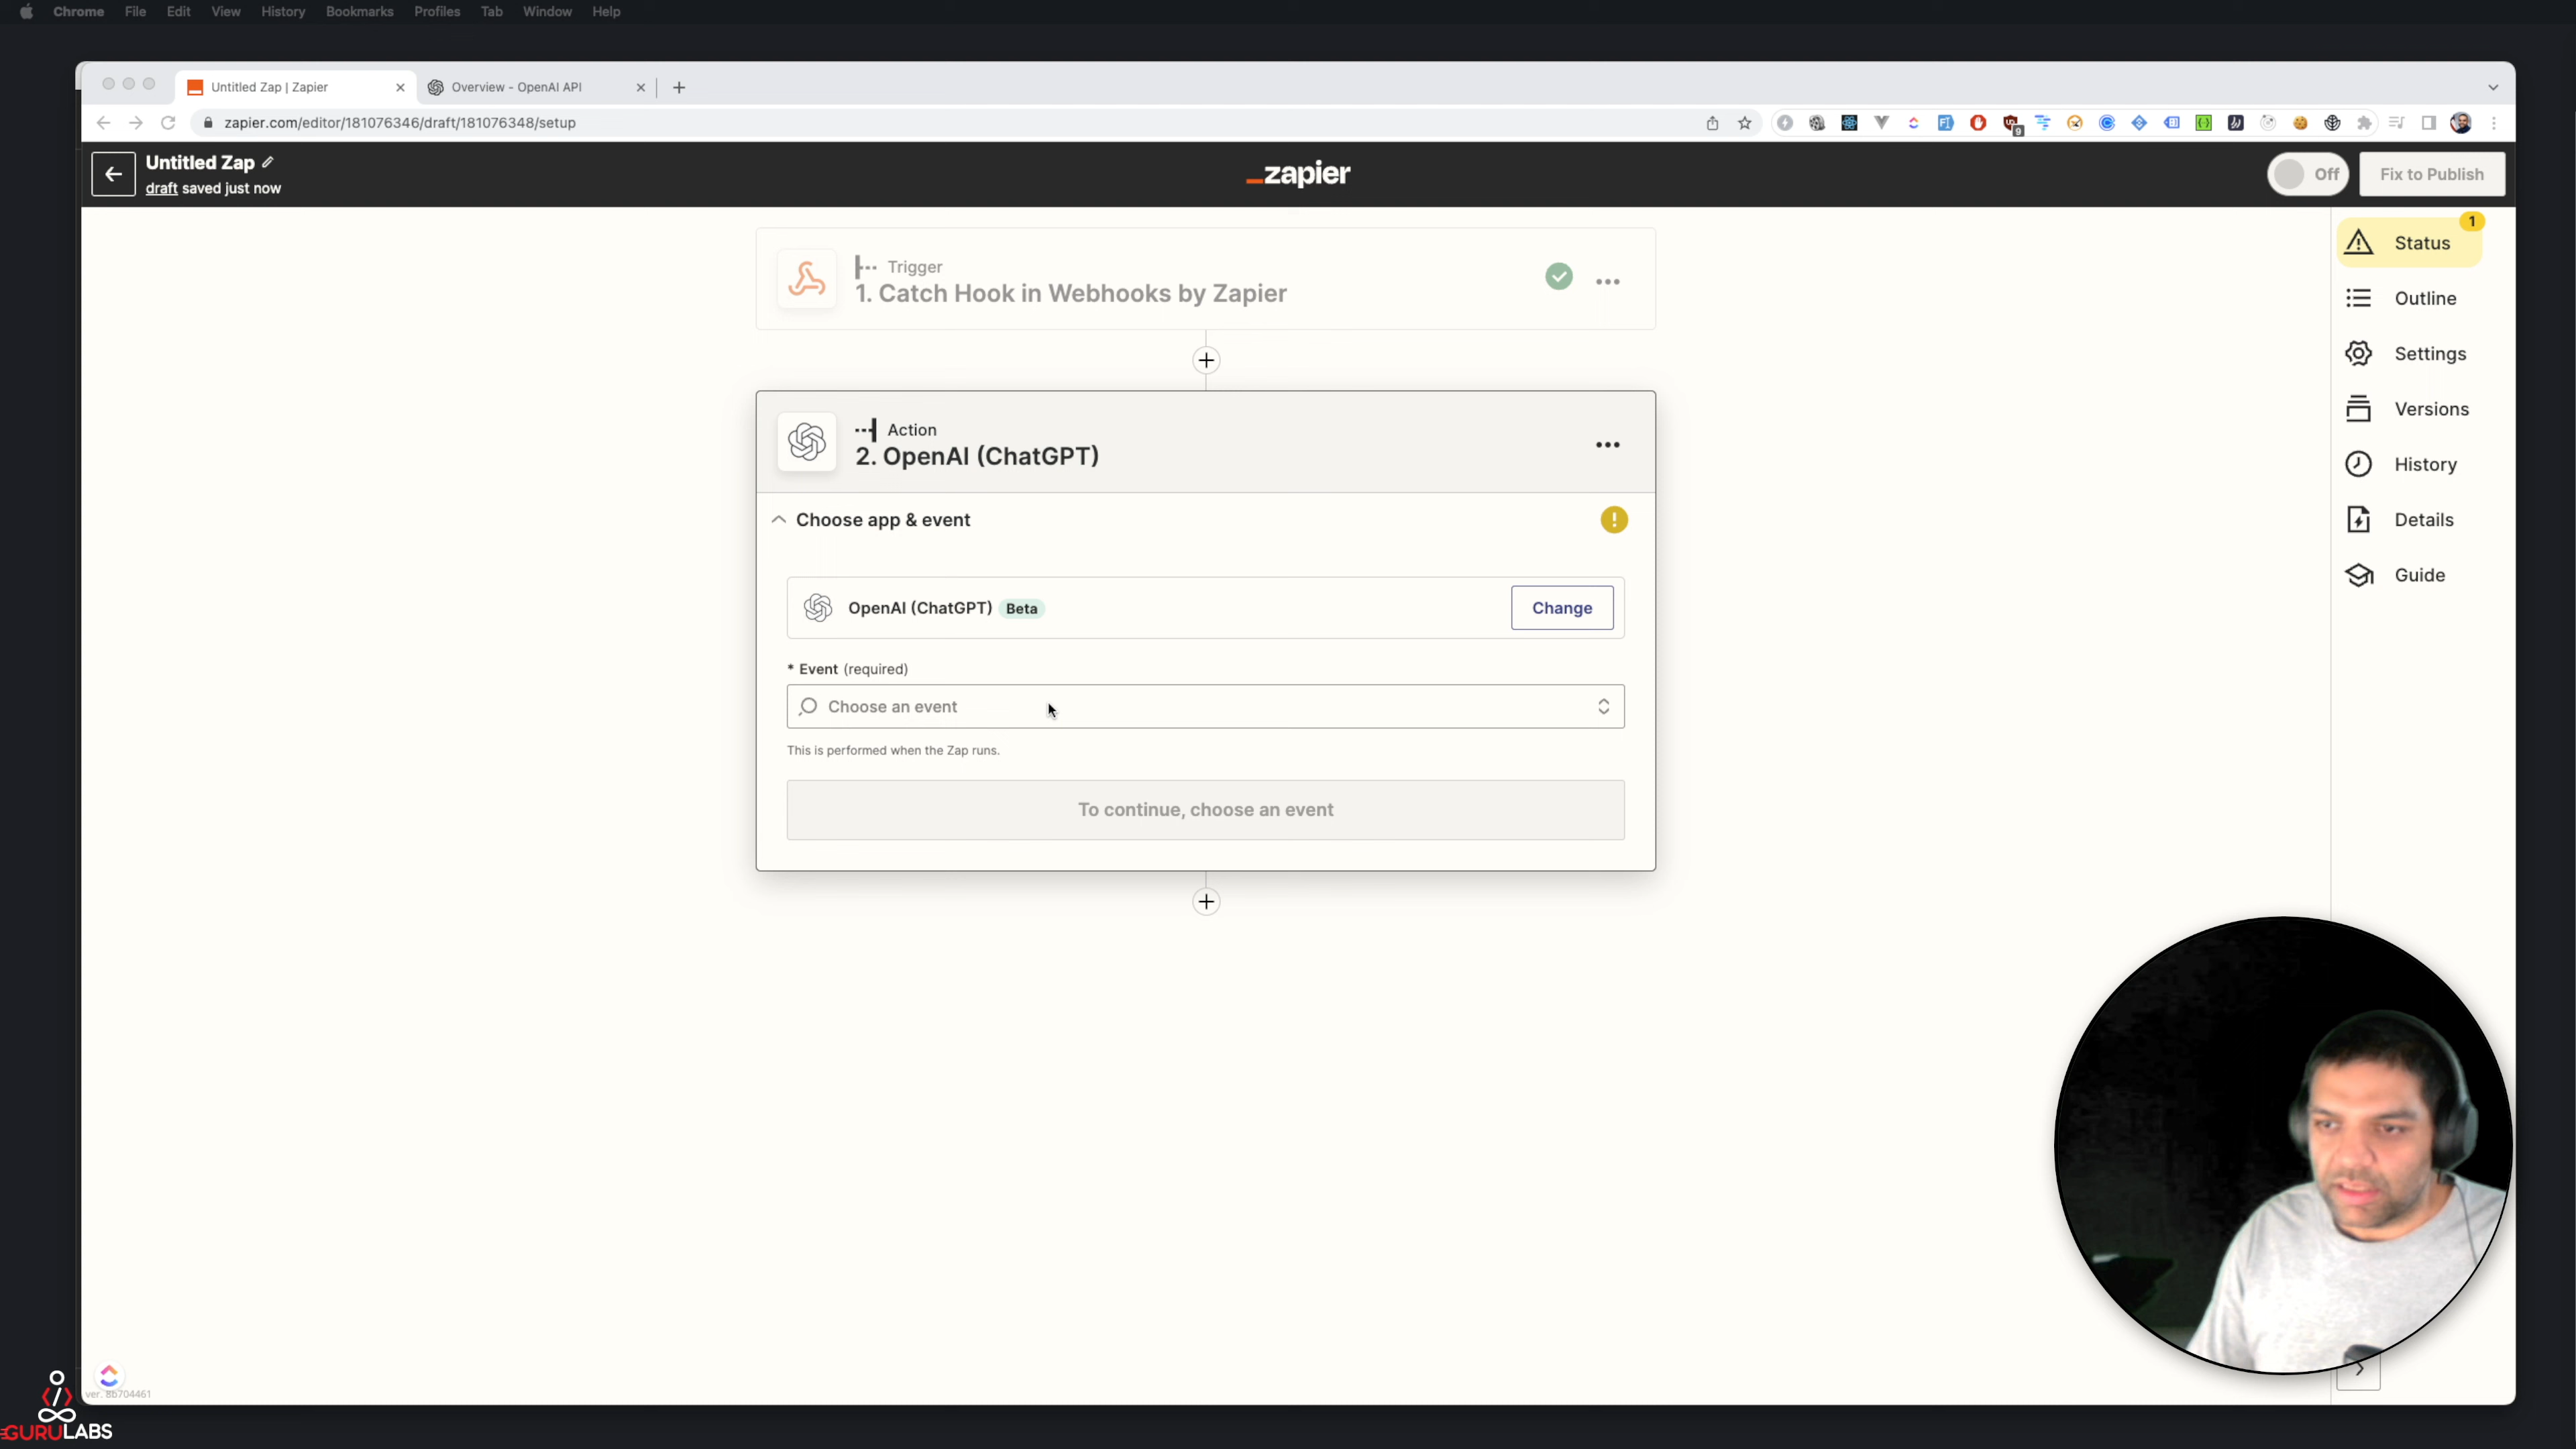 Chrome File Edit View History Bookmarks Profiles Tab Window Help
Untitled Zap | Zapier
Overview - OpenAI API
zapier.com/editor/181076346/draft/181076348/setup
9
Untitled Zap
draft saved just now
zapier
Off
Fix to Publish
Trigger
1. Catch Hook in Webhooks by Zapier
Action
2. OpenAI (ChatGPT)
Choose app & event
OpenAI (ChatGPT) Beta
Change
* Event (required)
Choose an event
This is performed when the Zap runs.
To continue, choose an event
1
Status
Outline
Settings
Versions
History
Details
Guide
ver. 8b704461
GURULABS